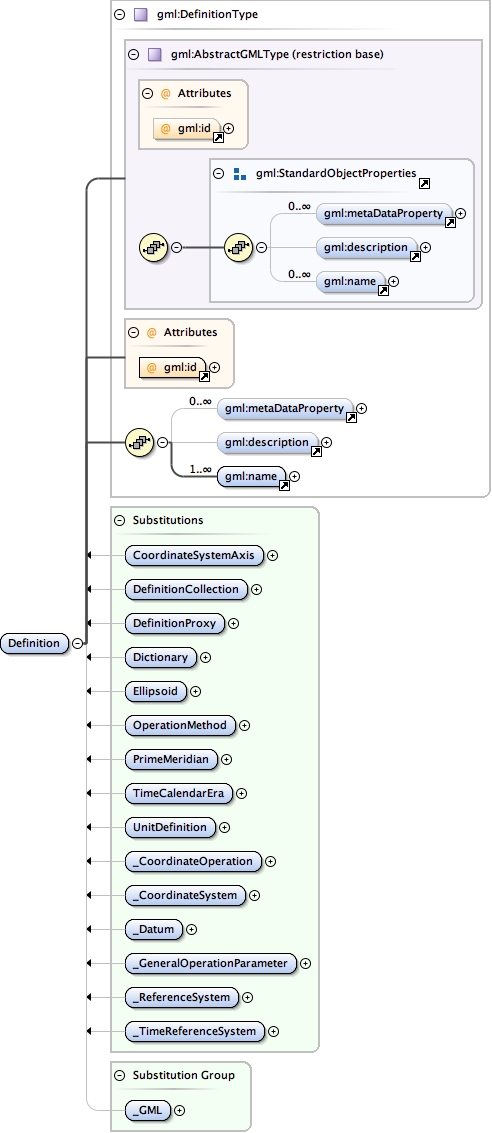 gml:DefinitionType
gml:AbstractGMLType (restriction base)
@ Attributes
@ gml:id
gml:StandardObjectProperties
0..∞
gml:metaDataProperty
gml:description
0..∞
gml:name
@ Attributes
@ gml:id
0..∞
gml:metaDataProperty
gml:description
1..∞
gml:name
Substitutions
CoordinateSystemAxis
DefinitionCollection
DefinitionProxy
Definition
Dictionary
Ellipsoid
OperationMethod
PrimeMeridian
TimeCalendarEra
UnitDefinition
_CoordinateOperation
_CoordinateSystem
_Datum
_GeneralOperationParameter
_ReferenceSystem
_TimeReferenceSystem
Substitution Group
_GML